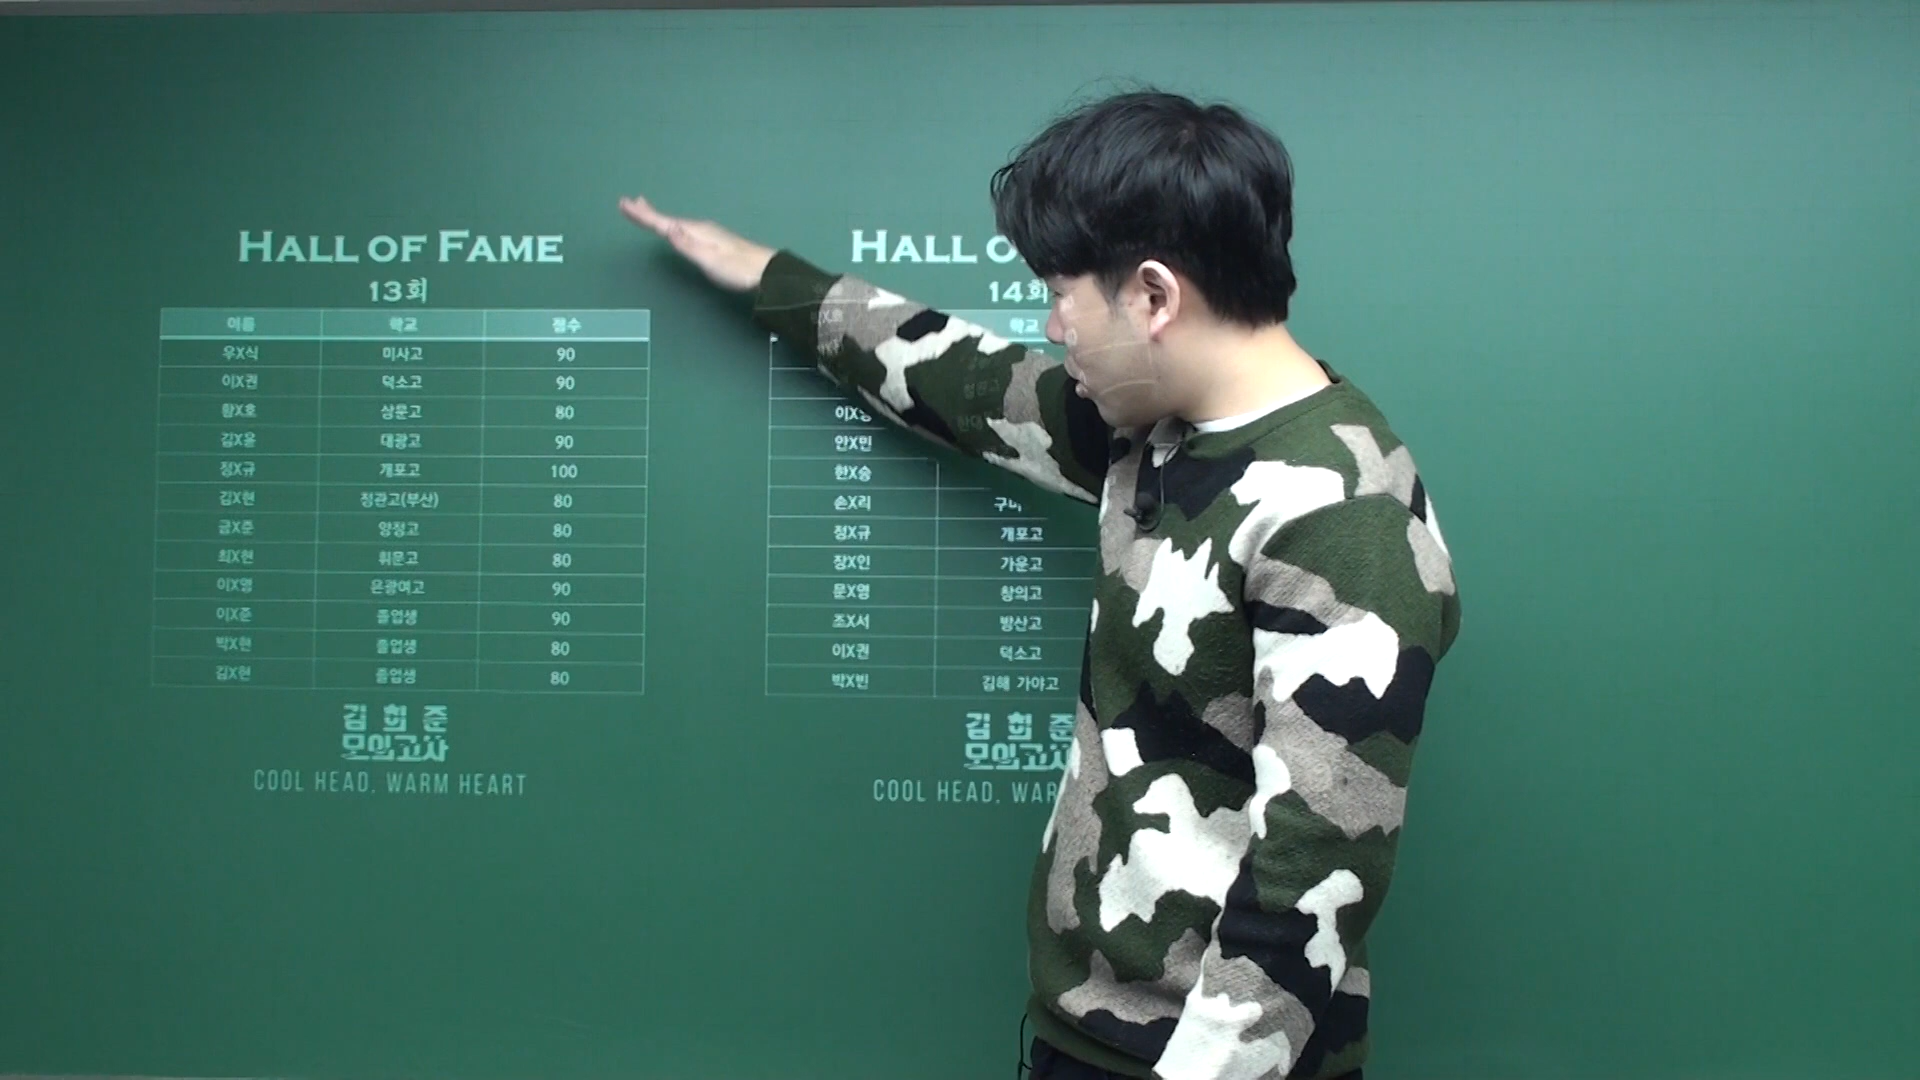 HALL OF FAME
13회
이름 학교 점수
우X식 미사고 90
이X권 덕소고 90
함X호 상문고 80
김X윤 대광고 90
정X규 개포고 100
김X현 정관고(부산) 80
금X준 양정고 80
최X현 휘문고 80
이X영 은광여고 90
이X준 졸업생 90
박X현 졸업생 80
김X현 졸업생 80
김희준
모의고사
COOL HEAD, WARM HEART
HALL
14회
학교
안X민
한X승
손X리
정X규 개포고
장X인 가운고
문X영 창의고
조X서 방산고
이X권 덕소고
박X빈 김해 가야고
김희준
모의고사
COOL HEAD, WAR